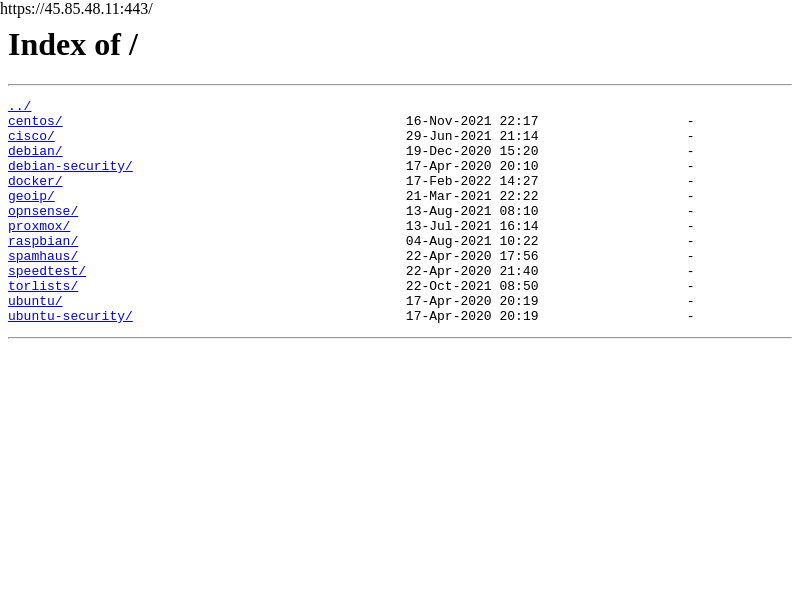 https://45.85.48.11:443/
Index of /
../
centos/ 16-Nov-2021 22:17 -
cisco/ 29-Jun-2021 21:14 -
debian/ 19-Dec-2020 15:20 -
debian-security/ 17-Apr-2020 20:10 -
docker/ 17-Feb-2022 14:27 -
geoip/ 21-Mar-2021 22:22 -
opnsense/ 13-Aug-2021 08:10 -
proxmox/ 13-Jul-2021 16:14 -
raspbian/ 04-Aug-2021 10:22 -
spamhaus/ 22-Apr-2020 17:56 -
speedtest/ 22-Apr-2020 21:40 -
torlists/ 22-Oct-2021 08:50 -
ubuntu/ 17-Apr-2020 20:19 -
ubuntu-security/ 17-Apr-2020 20:19 -